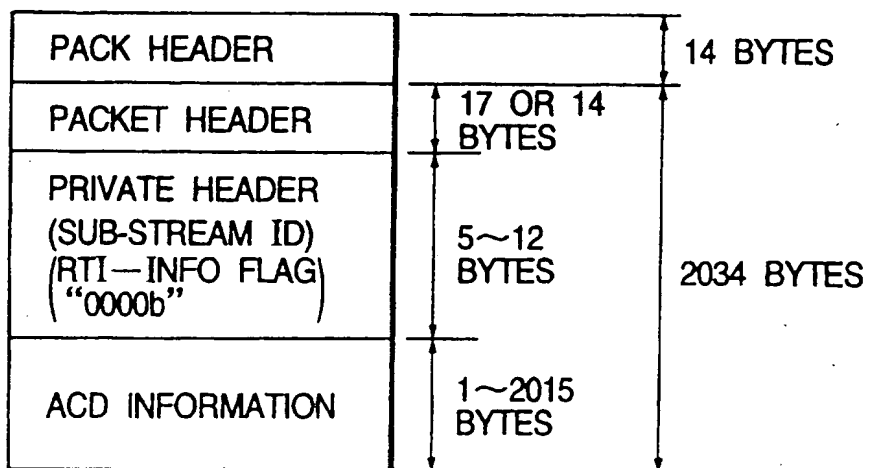 PACK HEADER
14 BYTES
PACKET HEADER
17 OR 14
BYTES
PRIVATE HEADER
(SUB-STREAM ID)
(RTI—INFO FLAG
“0000b”)
5～12
BYTES
2034 BYTES
ACD INFORMATION
1～2015
BYTES